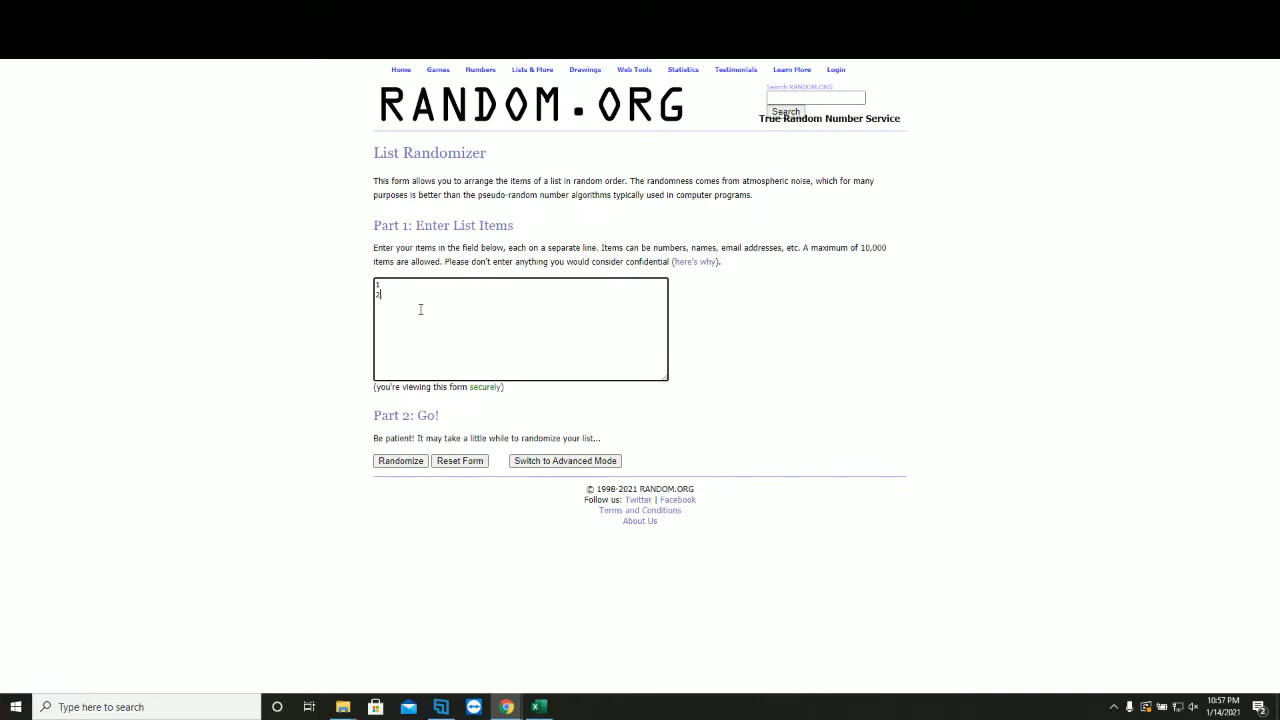 Home Games Numbers Lists & More Drawings Web Tools Statistics Testimonials Learn More Login
RANDOM.ORG
Search RANDOM.ORG
Search
True Random Number Service
List Randomizer
This form allows you to arrange the items of a list in random order. The randomness comes from atmospheric noise, which for many
purposes is better than the pseudo-random number algorithms typically used in computer programs.
Part 1: Enter List Items
Enter your items in the field below, each on a separate line. Items can be numbers, names, email addresses, etc. A maximum of 10,000
items are allowed. Please don't enter anything you would consider confidential (here's why).
1
2
(you're viewing this form securely)
Part 2: Go!
Be patient! It may take a little while to randomize your list...
Randomize Reset Form Switch to Advanced Mode
© 1998-2021 RANDOM.ORG
Follow us: Twitter | Facebook
Terms and Conditions
About Us
Type here to search
10:57 PM
1/14/2021
2